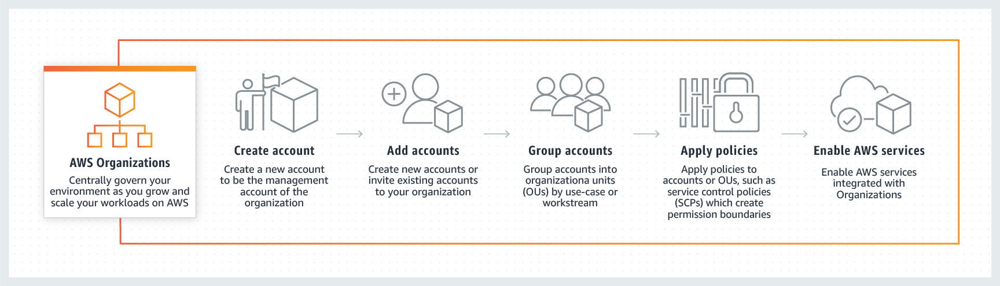 AWS Organizations
Centrally govern your
environment as you grow and
scale your workloads on AWS
Create account
Create a new account
to be the management
account of the
organization
Add accounts
Create new accounts or
invite existing accounts
to your organization
Group accounts
Group accounts into
organizationa units
(OUs) by use-case or
workstream
Apply policies
Apply policies to
accounts or OUs, such as
service control policies
(SCPs) which create
permission boundaries
Enable AWS services
Enable AWS services
integrated with
Organizations